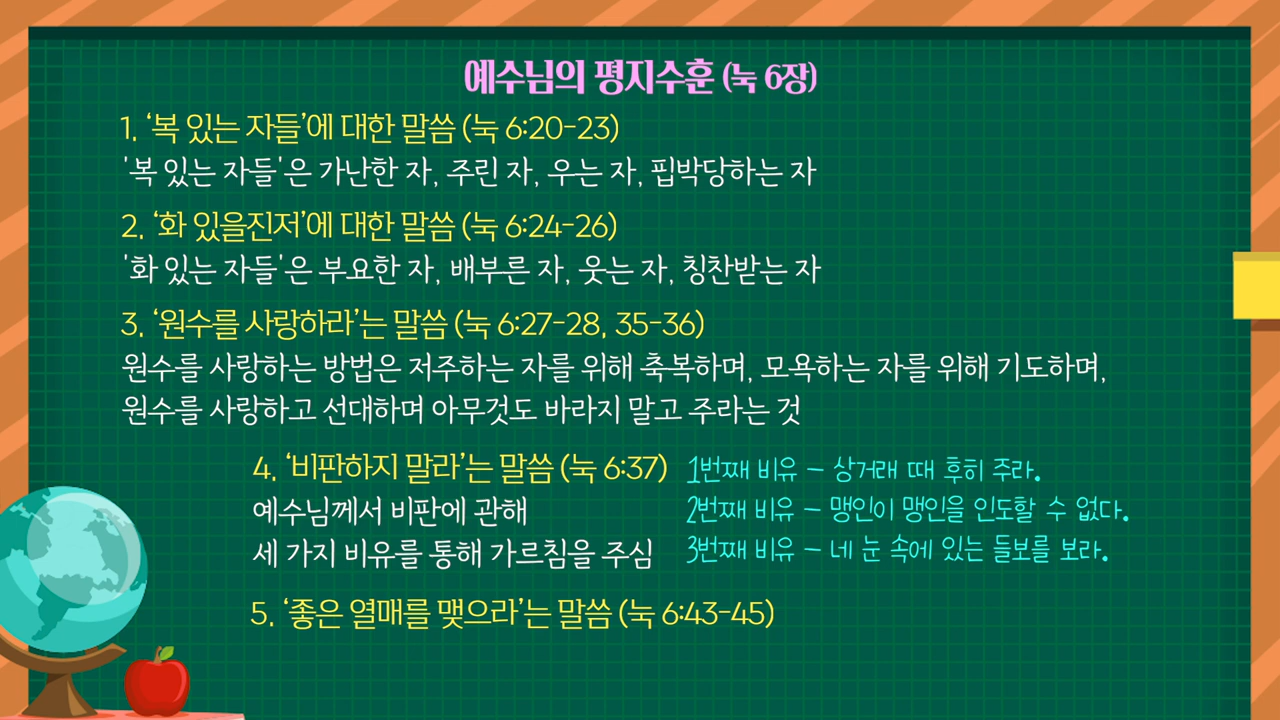 예수님의 평지수훈 (눅 6장)
1. ‘복 있는 자들’에 대한 말씀 (눅 6:20-23)
'복 있는 자들'은 가난한 자, 주린 자, 우는 자, 핍박당하는 자
2. ‘화 있을진저’에 대한 말씀 (눅 6:24-26)
'화 있는 자들'은 부요한 자, 배부른 자, 웃는 자, 칭찬받는 자
3. ‘원수를 사랑하라’는 말씀 (눅 6:27-28, 35-36)
원수를 사랑하는 방법은 저주하는 자를 위해 축복하며, 모욕하는 자를 위해 기도하며,
원수를 사랑하고 선대하며 아무것도 바라지 말고 주라는 것
4. ‘비판하지 말라’는 말씀 (눅 6:37)
예수님께서 비판에 관해
세 가지 비유를 통해 가르침을 주심
1번째 비유 - 상거래 때 후히 주라.
2번째 비유 - 맹인이 맹인을 인도할 수 없다.
3번째 비유 - 네 눈 속에 있는 들보를 보라.
5. ‘좋은 열매를 맺으라’는 말씀 (눅 6:43-45)